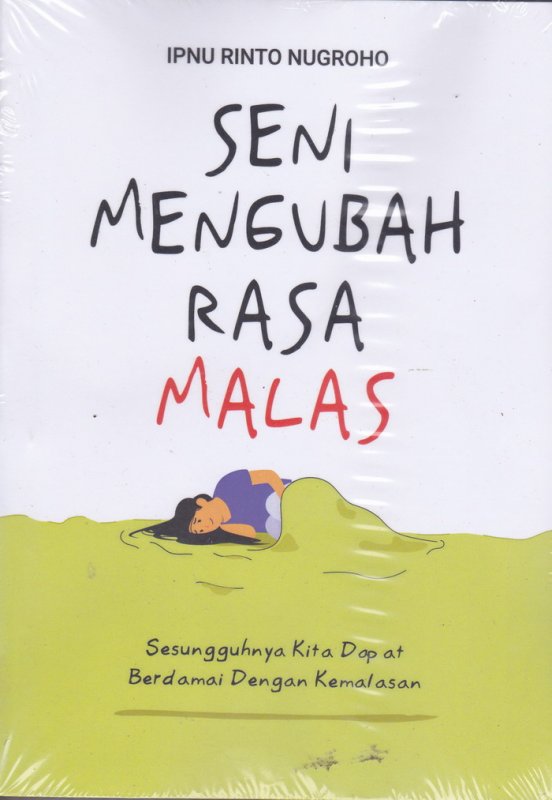 IPNU RINTO NUGROHO
SENI
MENGUBAH
RASA
MALAS
Sesungguhnya Kita Dapat
Berdamai Dengan Kemalasan